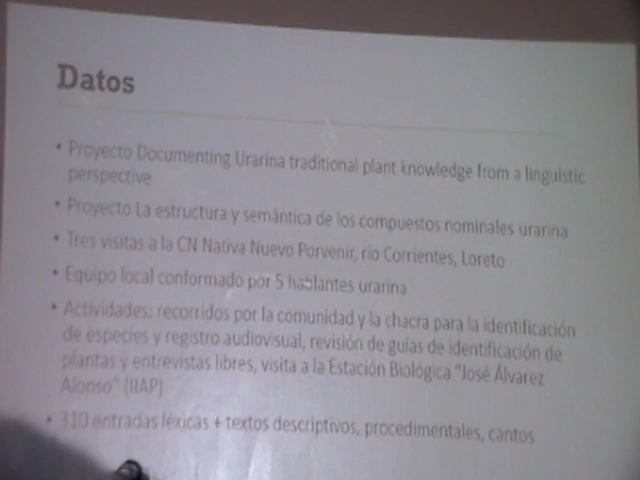 Datos
• Proyecto Documenting Urarina traditional plant knowledge from a linguistic
perspective
• Proyecto La estructura y semántica de los compuestos nominales urarina
• Tres visitas a la CN Nativa Nuevo Porvenir, río Corrientes, Loreto
• Equipo local conformado por 5 hablantes urarina
• Actividades: recorridos por la comunidad y la chacra para la identificación
de especies y registro audiovisual, revisión de guías de identificación de
plantas y entrevistas libres, visita a la Estación Biológica "José Álvarez
Alonso" (IIAP)
• 310 entradas léxicas + textos descriptivos, procedimentales, cantos